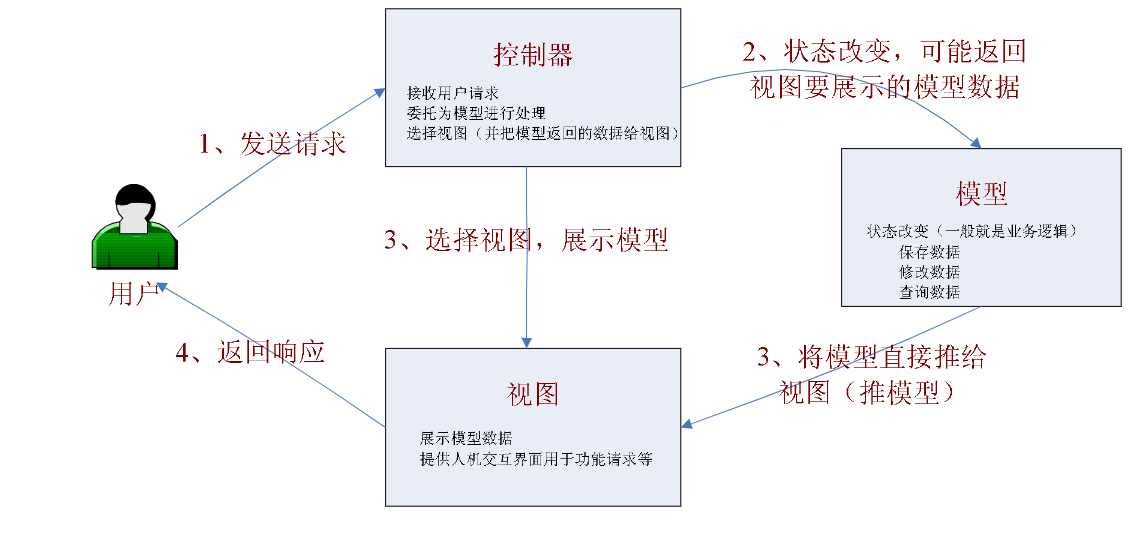 控制器
接收用户请求
委托为模型进行处理
选择视图（并把模型返回的数据给视图）
2、状态改变，可能返回
视图要展示的模型数据
1、发送请求
模型
状态改变（一般就是业务逻辑）
保存数据
修改数据
查询数据
3、选择视图，展示模型
用户
4、返回响应
3、将模型直接推给
视图（推模型）
视图
展示模型数据
提供人机交互界面用于功能请求等